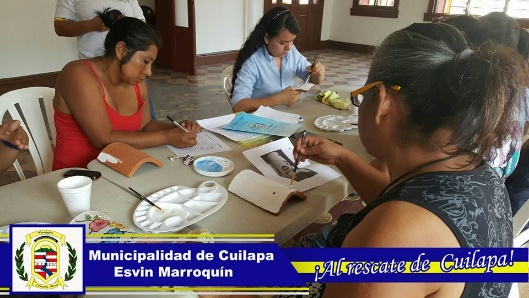 Municipalidad de Cuilapa
Esvin Marroquín
¡Al rescate de Cuilapa!